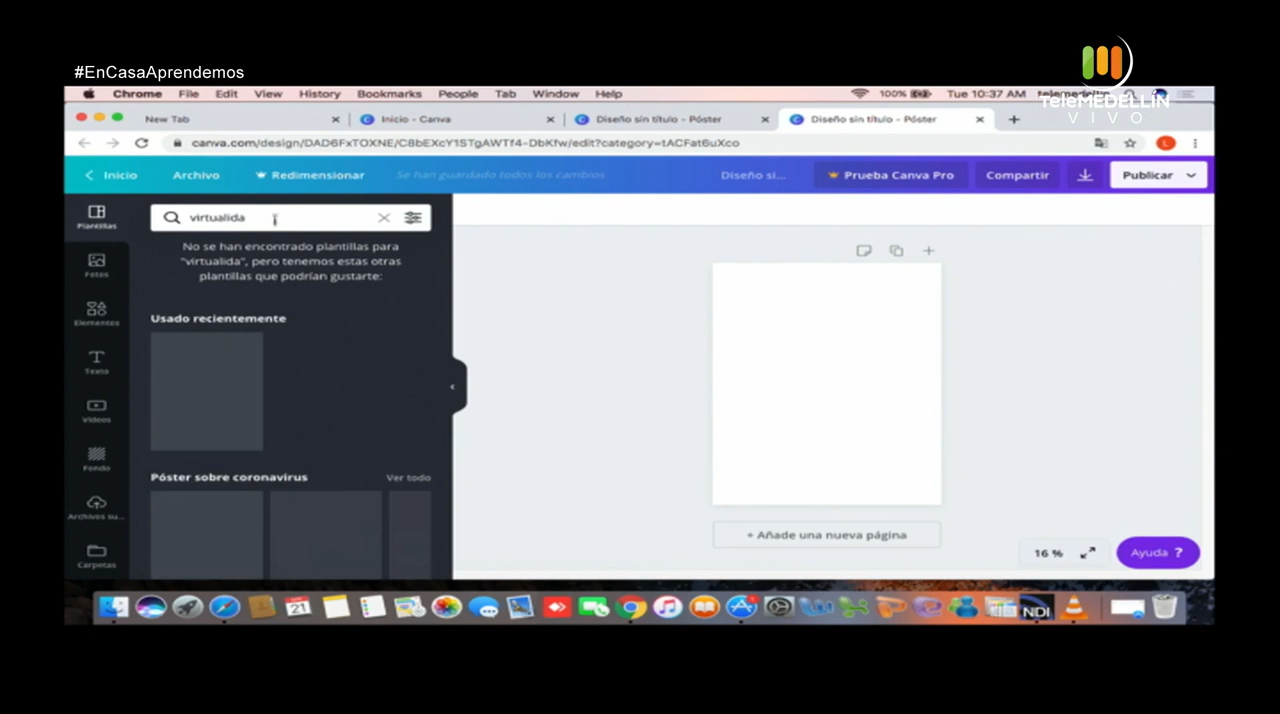 #EnCasaAprendemos
TeleMEDELLÍN
VIVO
Chrome File Edit View History Bookmarks People Tab Window Help 100% Tue 10:37 AM
New Tab Inicio - Canva Diseño sin título - Póster Diseño sin título - Póster
canva.com/design/DAD6FxTOXNE/C8bEXcY1STgAWTf4-DbKfw/edit?category=tACFat6uXco
L
Inicio Archivo Redimensionar Se han guardado todos los cambios Diseño si... Prueba Canva Pro Compartir Publicar
Plantillas
Fotos
Elementos
Texto
Videos
Fondo
Archivos su...
Carpetas
virtualida
No se han encontrado plantillas para
"virtualida", pero tenemos estas otras
plantillas que podrían gustarte:
Usado recientemente
Póster sobre coronavirus Ver todo
+ Añade una nueva página
16 %
Ayuda ?
21
NDI